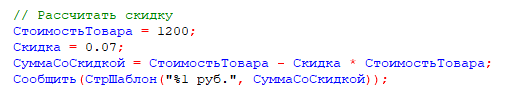 // Рассчитать скидку
СтоимостьТовара = 1200;
Скидка = 0.07;
СуммаСоСкидкой = СтоимостьТовара - Скидка * СтоимостьТовара;
Сообщить(СтрШаблон("%1 руб.", СуммаСоСкидкой));